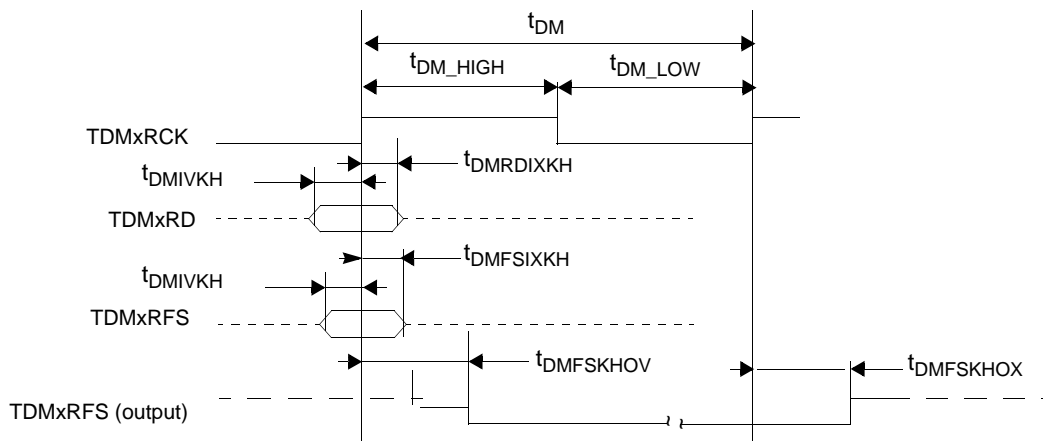 tDM
tDM_HIGH
tDM_LOW
TDMxRCK
tDMRDIXKH
tDMIVKH
TDMxRD
tDMFSIXKH
tDMIVKH
TDMxRFS
tDMFSKHOV
tDMFSKHOX
TDMxRFS (output)